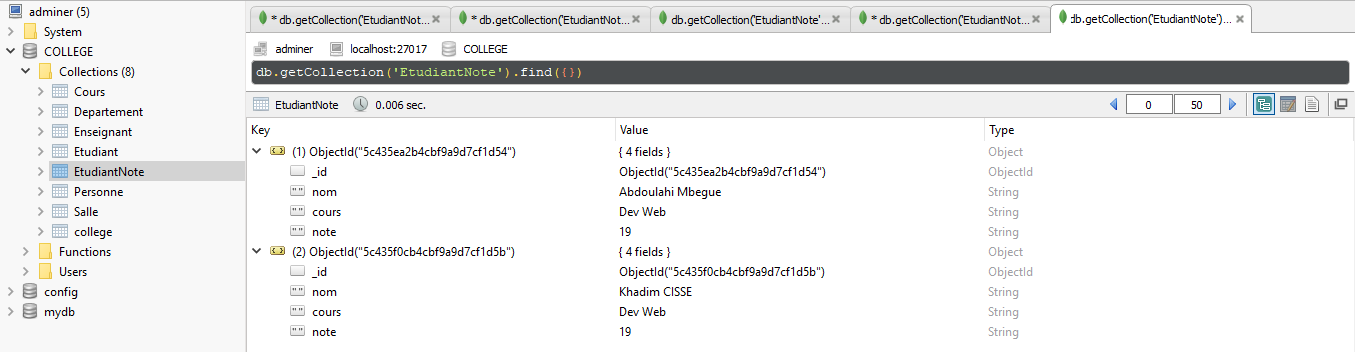 adminer (5)
System
COLLEGE
Collections (8)
Cours
Departement
Enseignant
Etudiant
EtudiantNote
Personne
Salle
college
Functions
Users
config
mydb
* db.getCollection('EtudiantNot... * db.getCollection('EtudiantNot... db.getCollection('EtudiantNote'... * db.getCollection('EtudiantNot... db.getCollection('EtudiantNote')...
adminer localhost:27017 COLLEGE
db.getCollection('EtudiantNote').find({})
EtudiantNote 0.006 sec. 0 50
Key Value Type
(1) ObjectId("5c435ea2b4cbf9a9d7cf1d54") { 4 fields } Object
_id ObjectId("5c435ea2b4cbf9a9d7cf1d54") ObjectId
"" nom Abdoulahi Mbegue String
"" cours Dev Web String
"" note 19 String
(2) ObjectId("5c435f0cb4cbf9a9d7cf1d5b") { 4 fields } Object
_id ObjectId("5c435f0cb4cbf9a9d7cf1d5b") ObjectId
"" nom Khadim CISSE String
"" cours Dev Web String
"" note 19 String